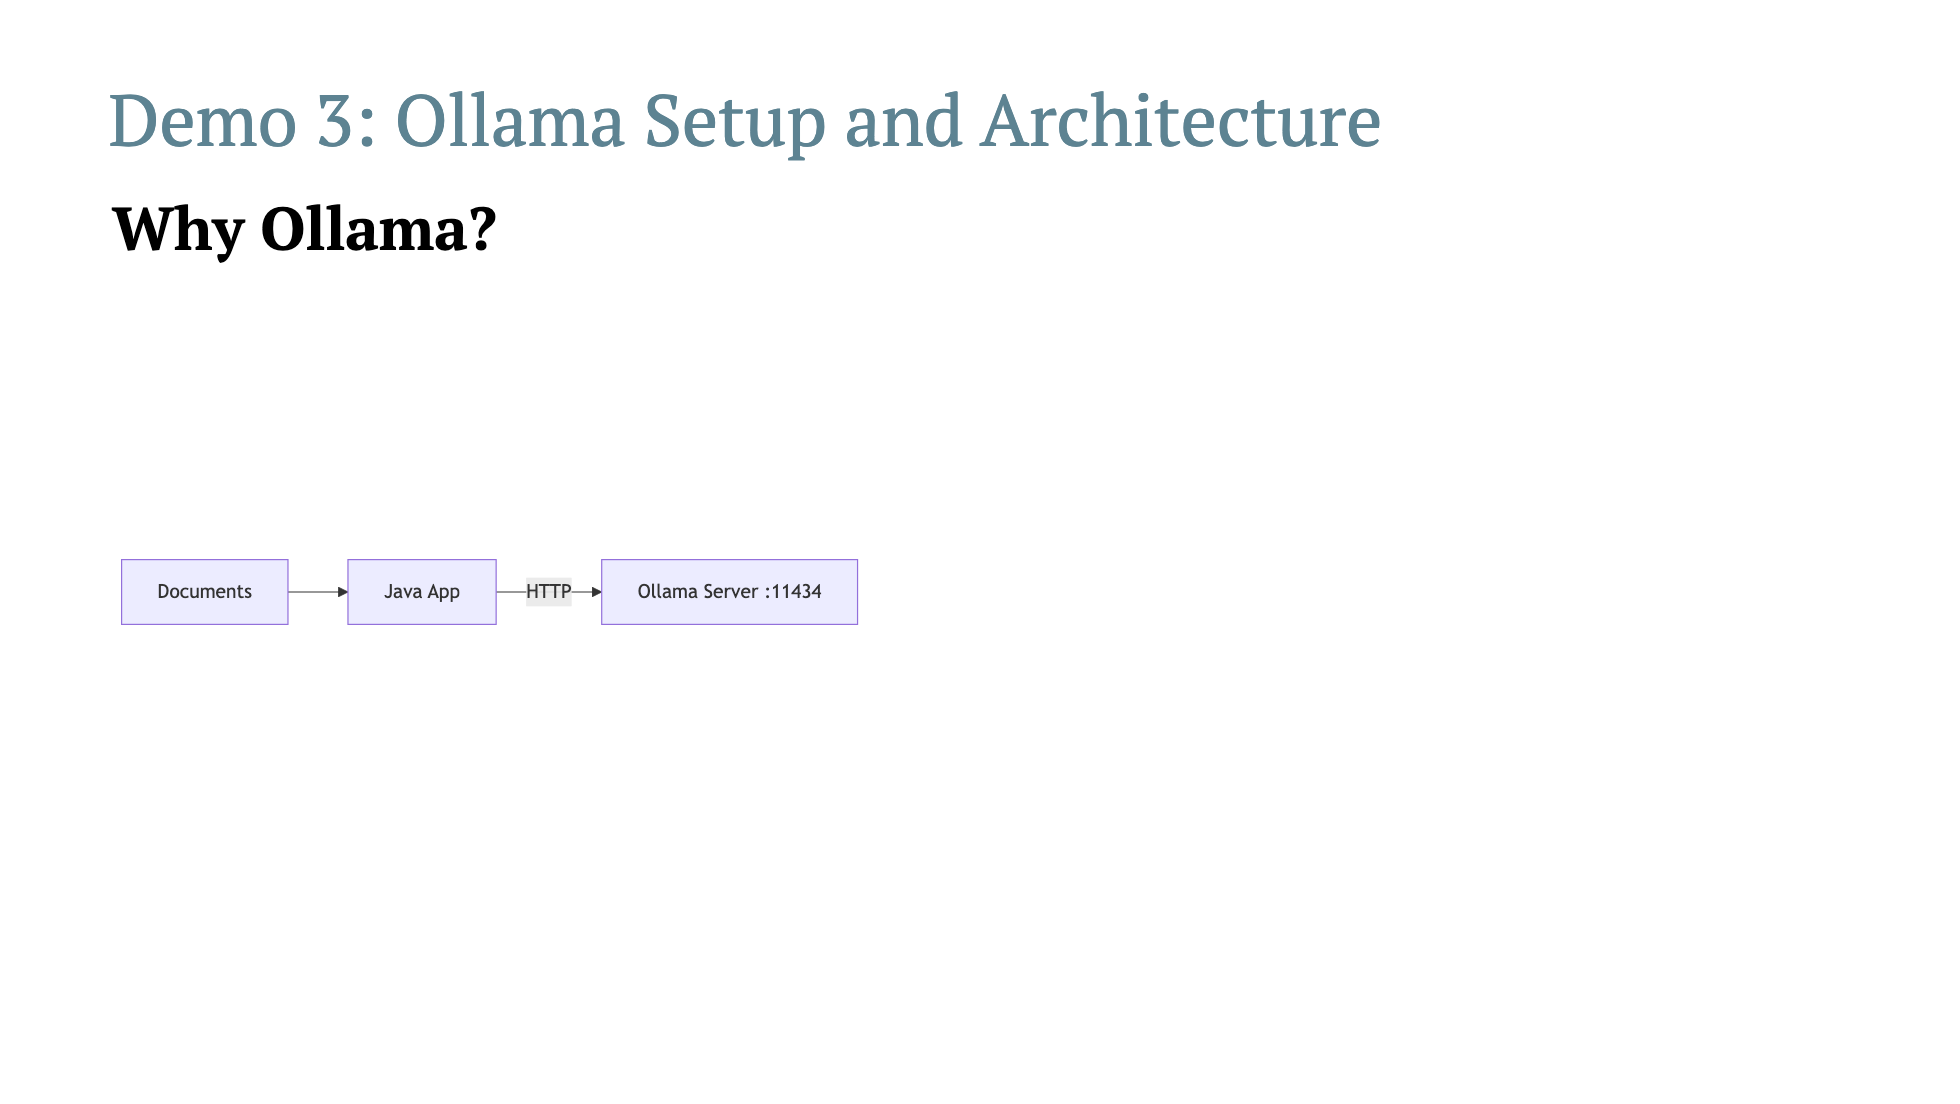 Demo 3: Ollama Setup and Architecture
Why Ollama?
Documents
Java App
HTTP
Ollama Server :11434